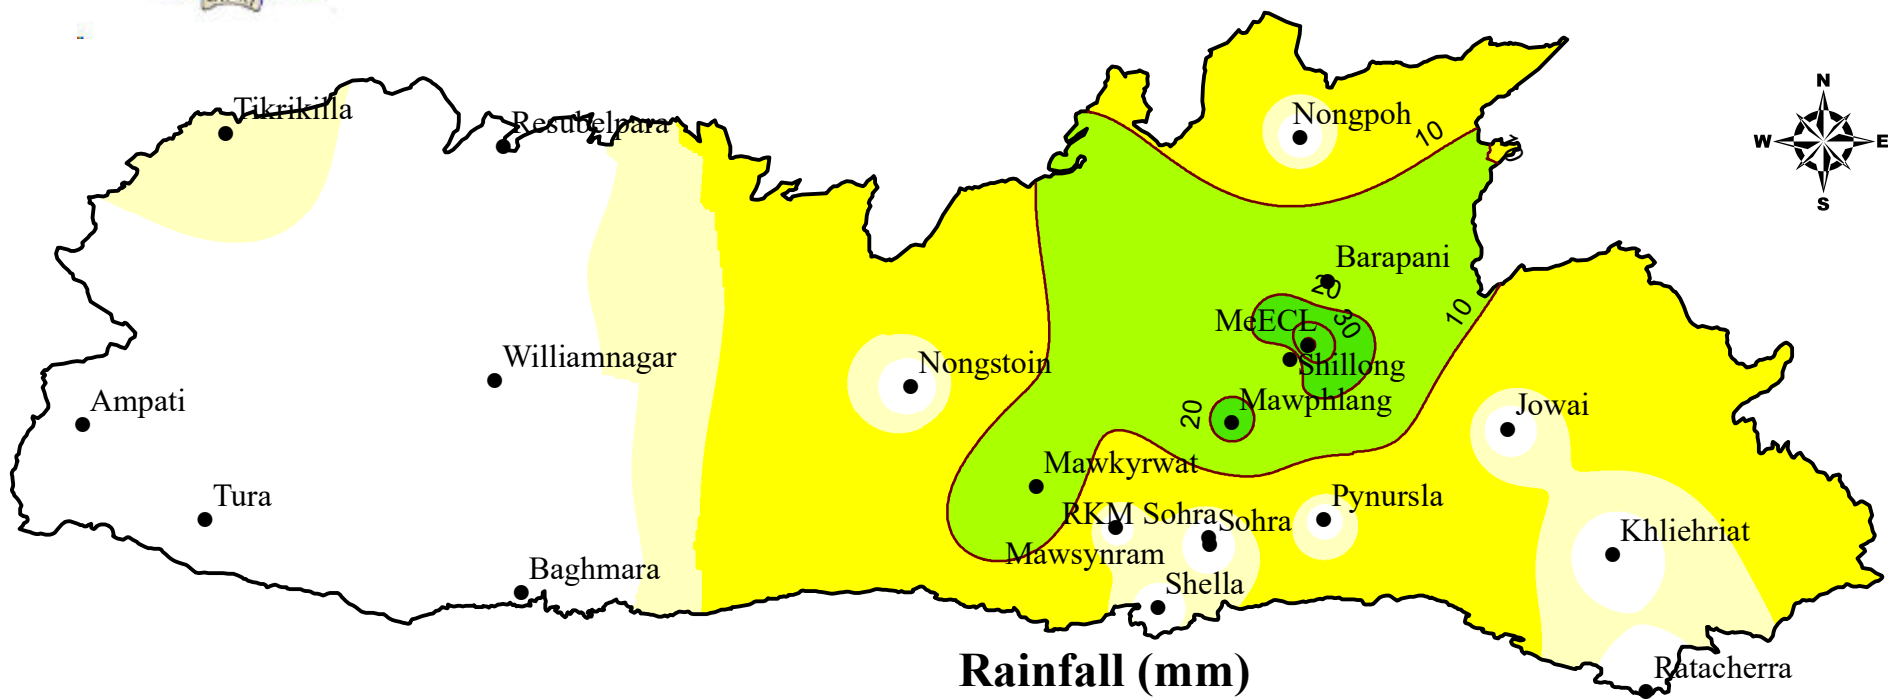 N
W E
S
Tikrikilla
Resubelpara
Nongpoh
10
10
Barapani
20
MeECL
30
10
Shillong
Williamnagar
Nongstoin
Ampati
20
Mawphlang
Jowai
Mawkyrwat
Tura
RKM Sohra
Sohra
Pynursla
Khliehriat
Mawsynram
Baghmara
Shella
Ratacherra
Rainfall (mm)